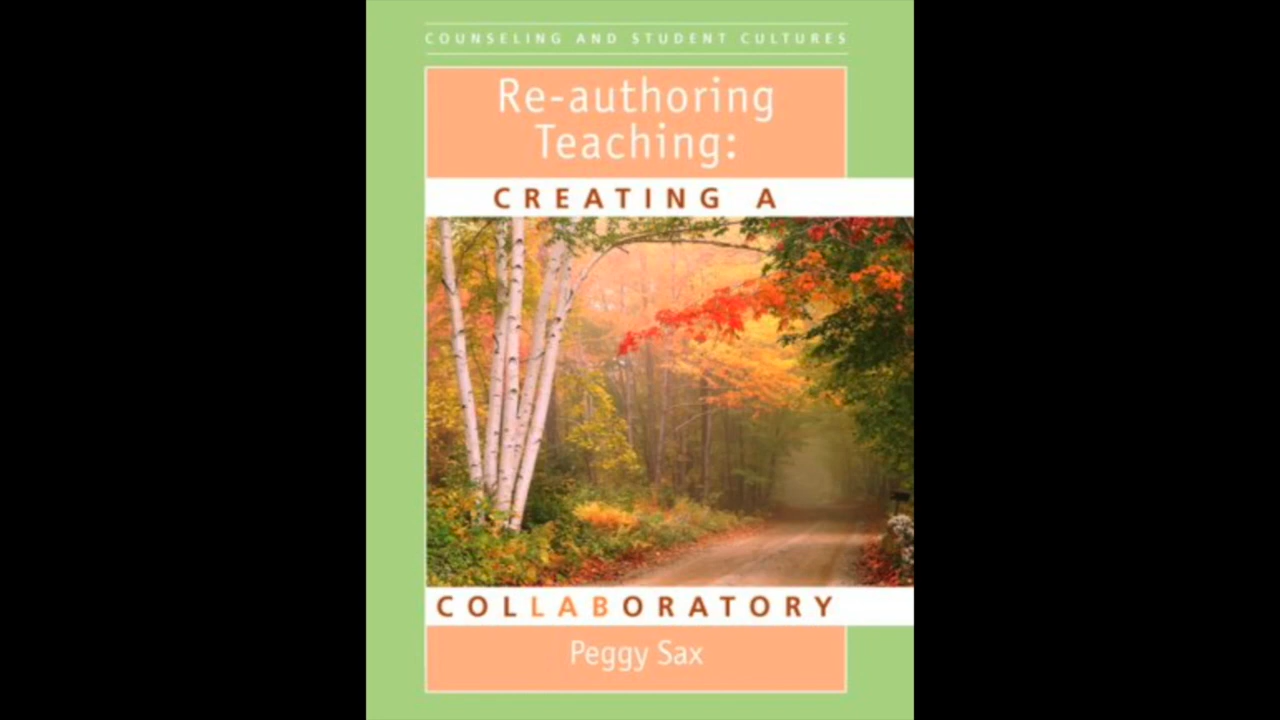 COUNSELING AND STUDENT CULTURES
Re-authoring
Teaching:
CREATING A
COLLABORATORY
Peggy Sax